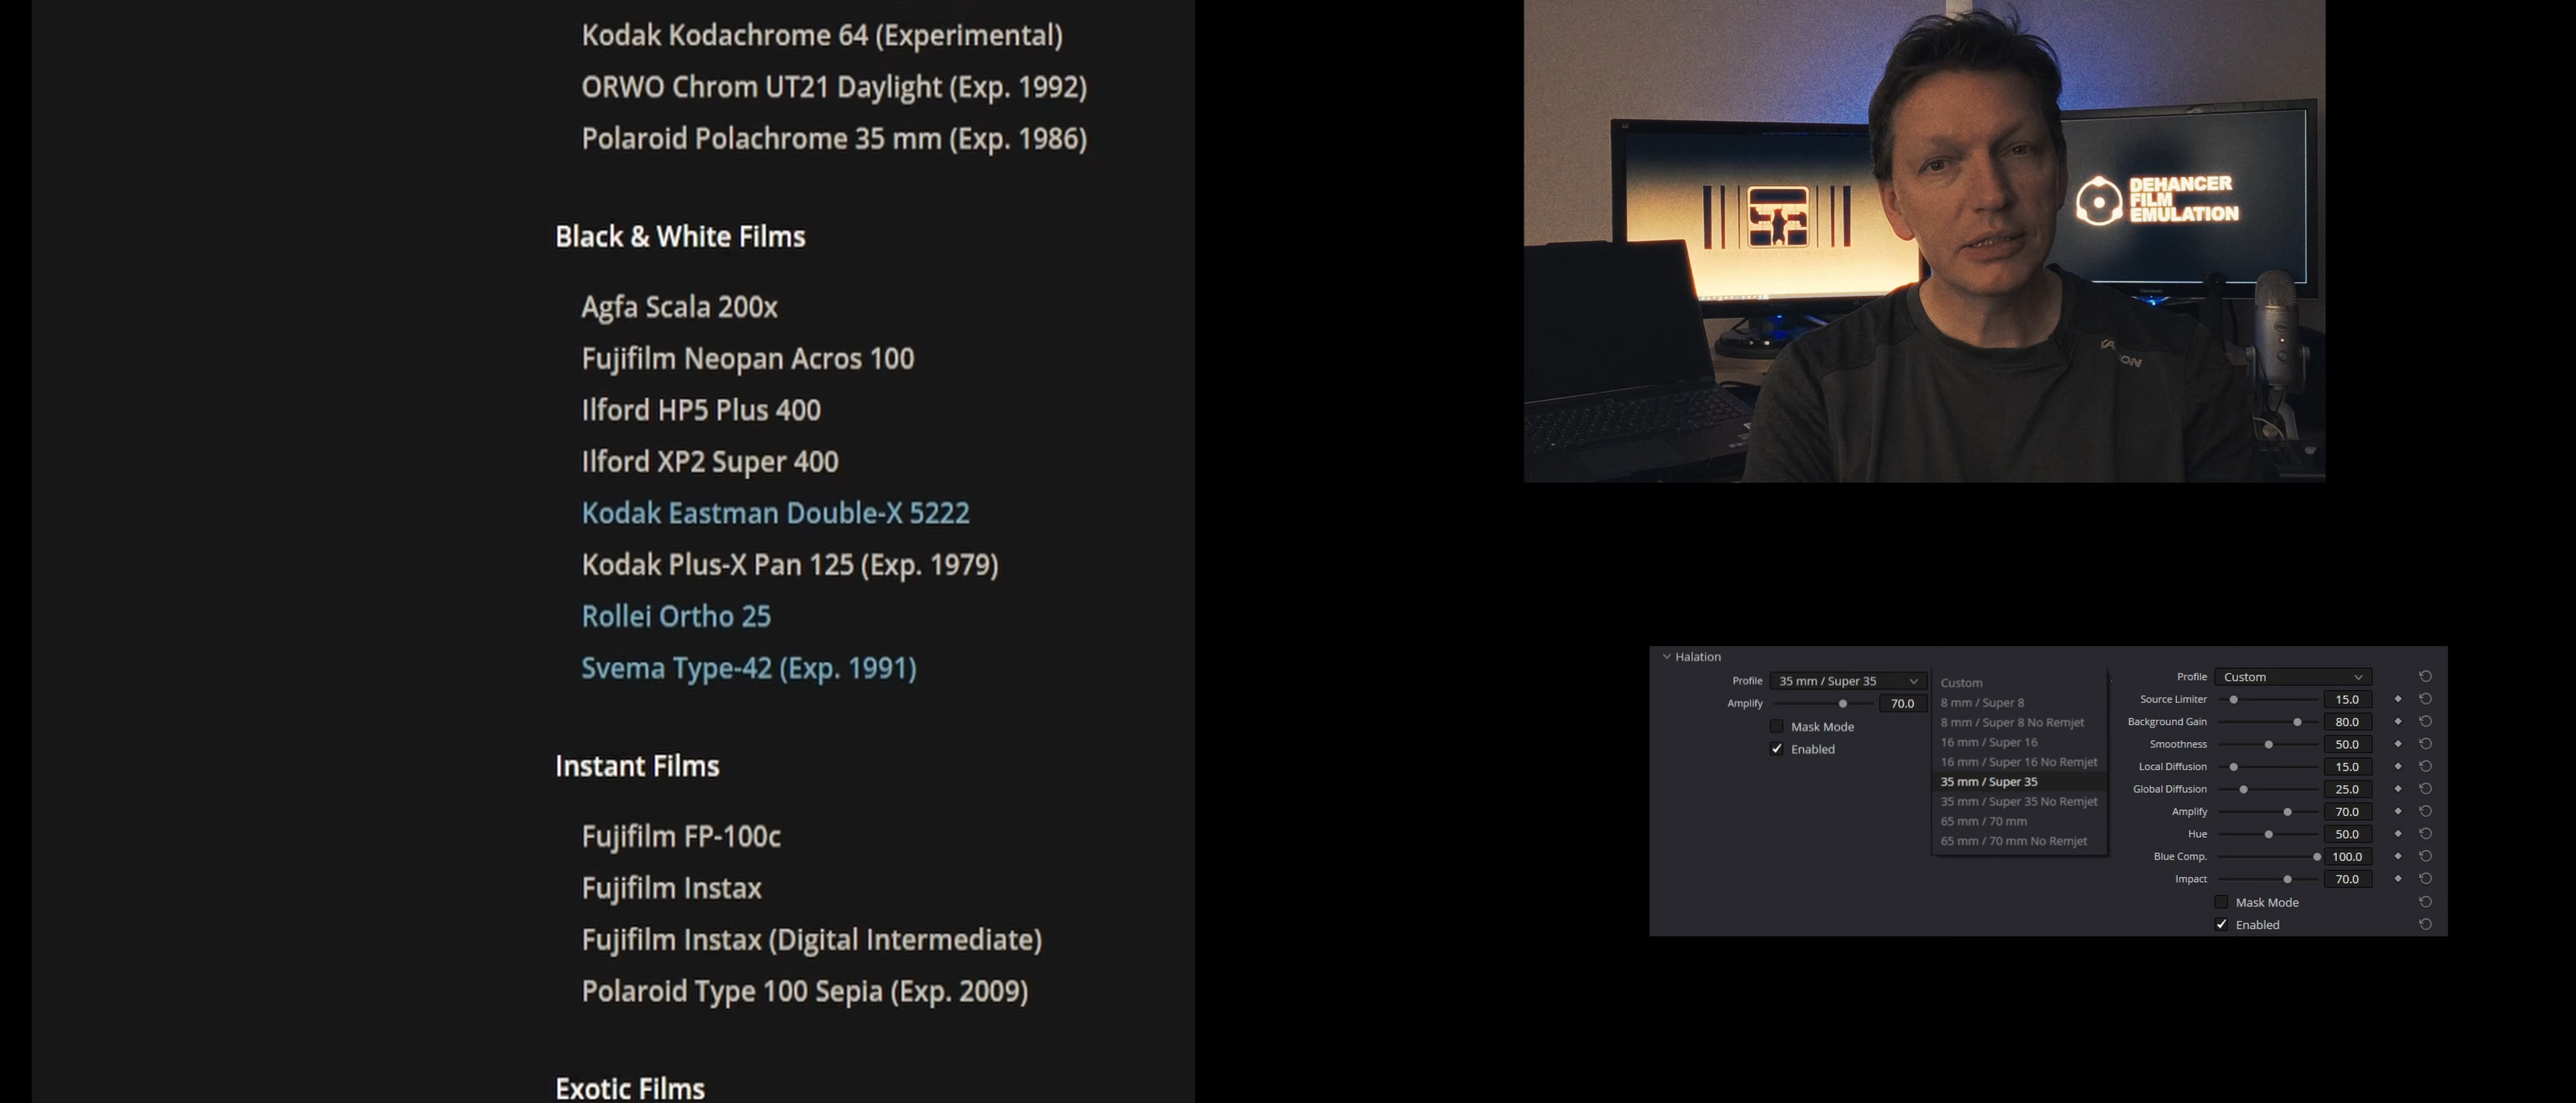 Kodak Kodachrome 64 (Experimental)
ORWO Chrom UT21 Daylight (Exp. 1992)
Polaroid Polachrome 35 mm (Exp. 1986)
Black & White Films
Agfa Scala 200x
Fujifilm Neopan Acros 100
Ilford HP5 Plus 400
Ilford XP2 Super 400
Kodak Eastman Double-X 5222
Kodak Plus-X Pan 125 (Exp. 1979)
Rollei Ortho 25
Svema Type-42 (Exp. 1991)
Instant Films
Fujifilm FP-100c
Fujifilm Instax
Fujifilm Instax (Digital Intermediate)
Polaroid Type 100 Sepia (Exp. 2009)
Exotic Films
DEHANCER
FILM
EMULATION
Halation
Profile 35 mm / Super 35
Amplify 70.0
Mask Mode
Enabled
Custom
8 mm / Super 8
8 mm / Super 8 No Remjet
16 mm / Super 16
16 mm / Super 16 No Remjet
35 mm / Super 35
35 mm / Super 35 No Remjet
65 mm / 70 mm
65 mm / 70 mm No Remjet
Profile Custom
Source Limiter 15.0
Background Gain 80.0
Smoothness 50.0
Local Diffusion 15.0
Global Diffusion 25.0
Amplify 70.0
Hue 50.0
Blue Comp. 100.0
Impact 70.0
Mask Mode
Enabled